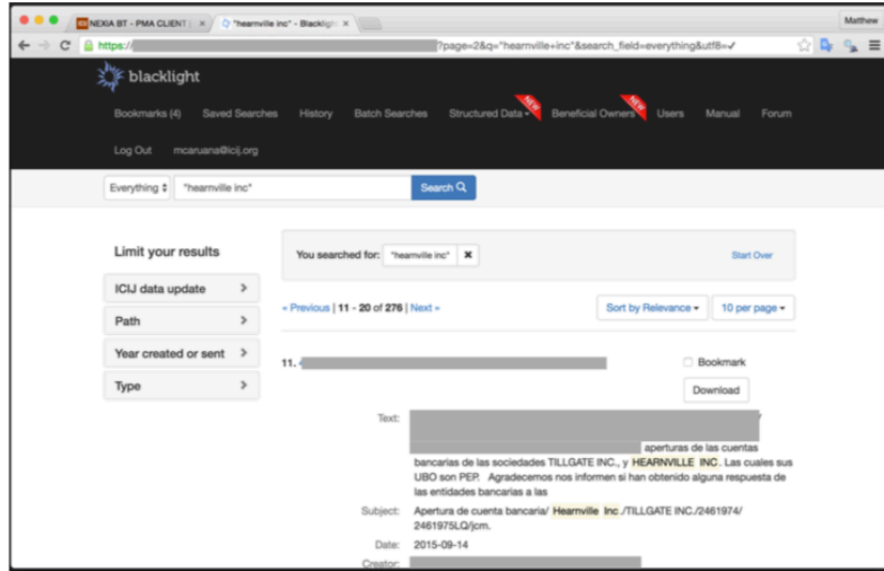 NEXIA BT - PMA CLIENT |
"hearnville inc" - Blacklight
Matthew
https://
?page=2&q="hearnville+inc"&search_field=everything&utf8=✓
blacklight
Bookmarks (4) Saved Searches History Batch Searches Structured Data NEW Beneficial Owners NEW Users Manual Forum
Log Out mcaruana@icij.org
Everything "hearnville inc" Search
Limit your results
ICIJ data update
Path
Year created or sent
Type
You searched for: "hearnville inc" ✖ Start Over
« Previous | 11 - 20 of 276 | Next » Sort by Relevance 10 per page
11. Bookmark
Download
Text:
aperturas de las cuentas
bancarias de las sociedades TILLGATE INC., y HEARNVILLE INC. Las cuales sus
UBO son PEP. Agradecemos nos informen si han obtenido alguna respuesta de
las entidades bancarias a las
Subject: Apertura de cuenta bancaria/ Hearnville Inc./TILLGATE INC./2461974/
2461975LQ/jcm.
Date: 2015-09-14
Creator: